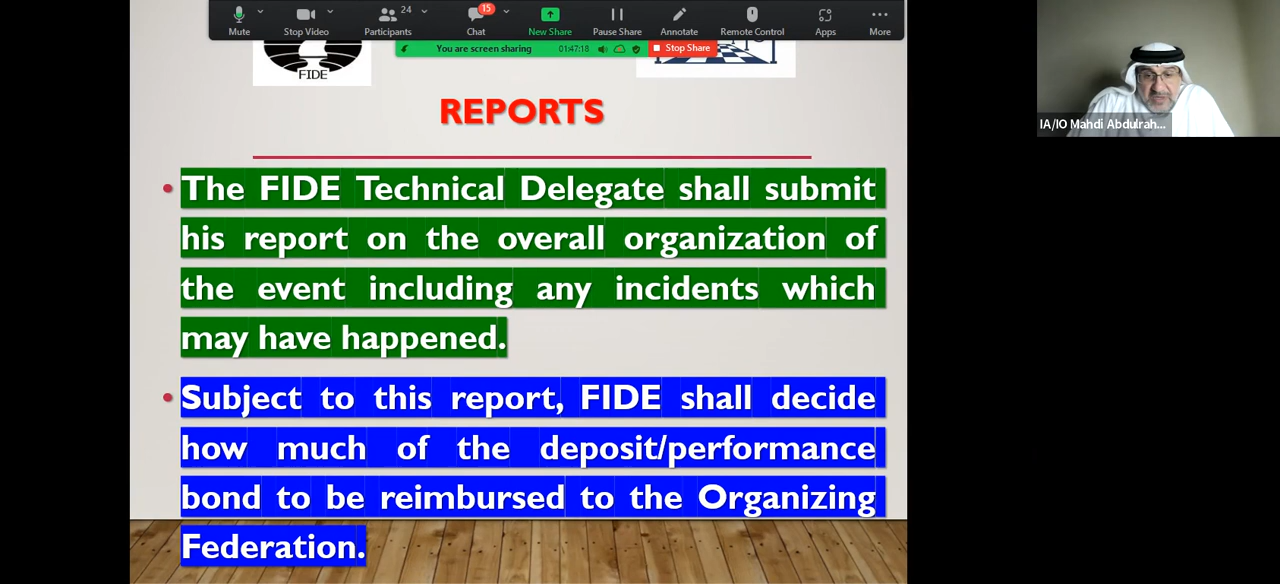 24
15
Mute
Stop Video
Participants
Chat
New Share
Pause Share
Annotate
Remote Control
Apps
More
You are screen sharing
01:47:18
Stop Share
FIDE
REPORTS
• The FIDE Technical Delegate shall submit
his report on the overall organization of
the event including any incidents which
may have happened.
• Subject to this report, FIDE shall decide
how much of the deposit/performance
bond to be reimbursed to the Organizing
Federation.
IA/IO Mahdi Abdulrah...